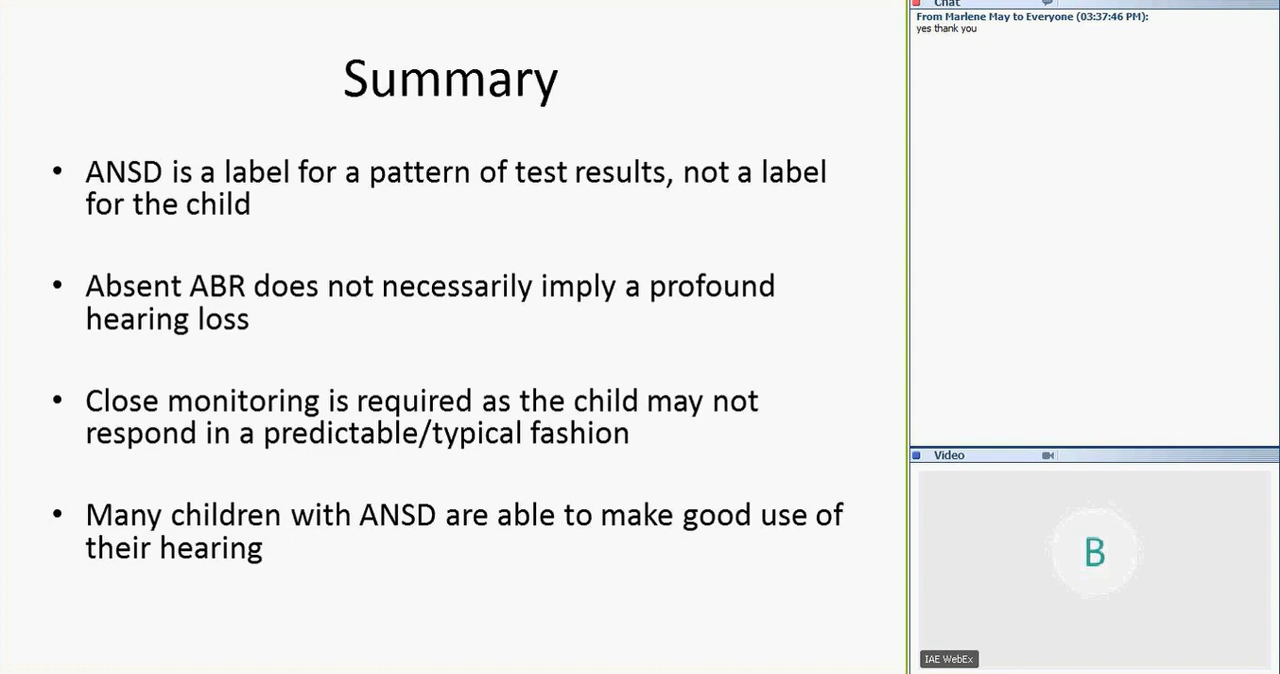 Summary
• ANSD is a label for a pattern of test results, not a label
for the child
• Absent ABR does not necessarily imply a profound
hearing loss
• Close monitoring is required as the child may not
respond in a predictable/typical fashion
• Many children with ANSD are able to make good use of
their hearing
Chat
From Marlene May to Everyone (03:37:46 PM):
yes thank you
Video
B
IAE WebEx